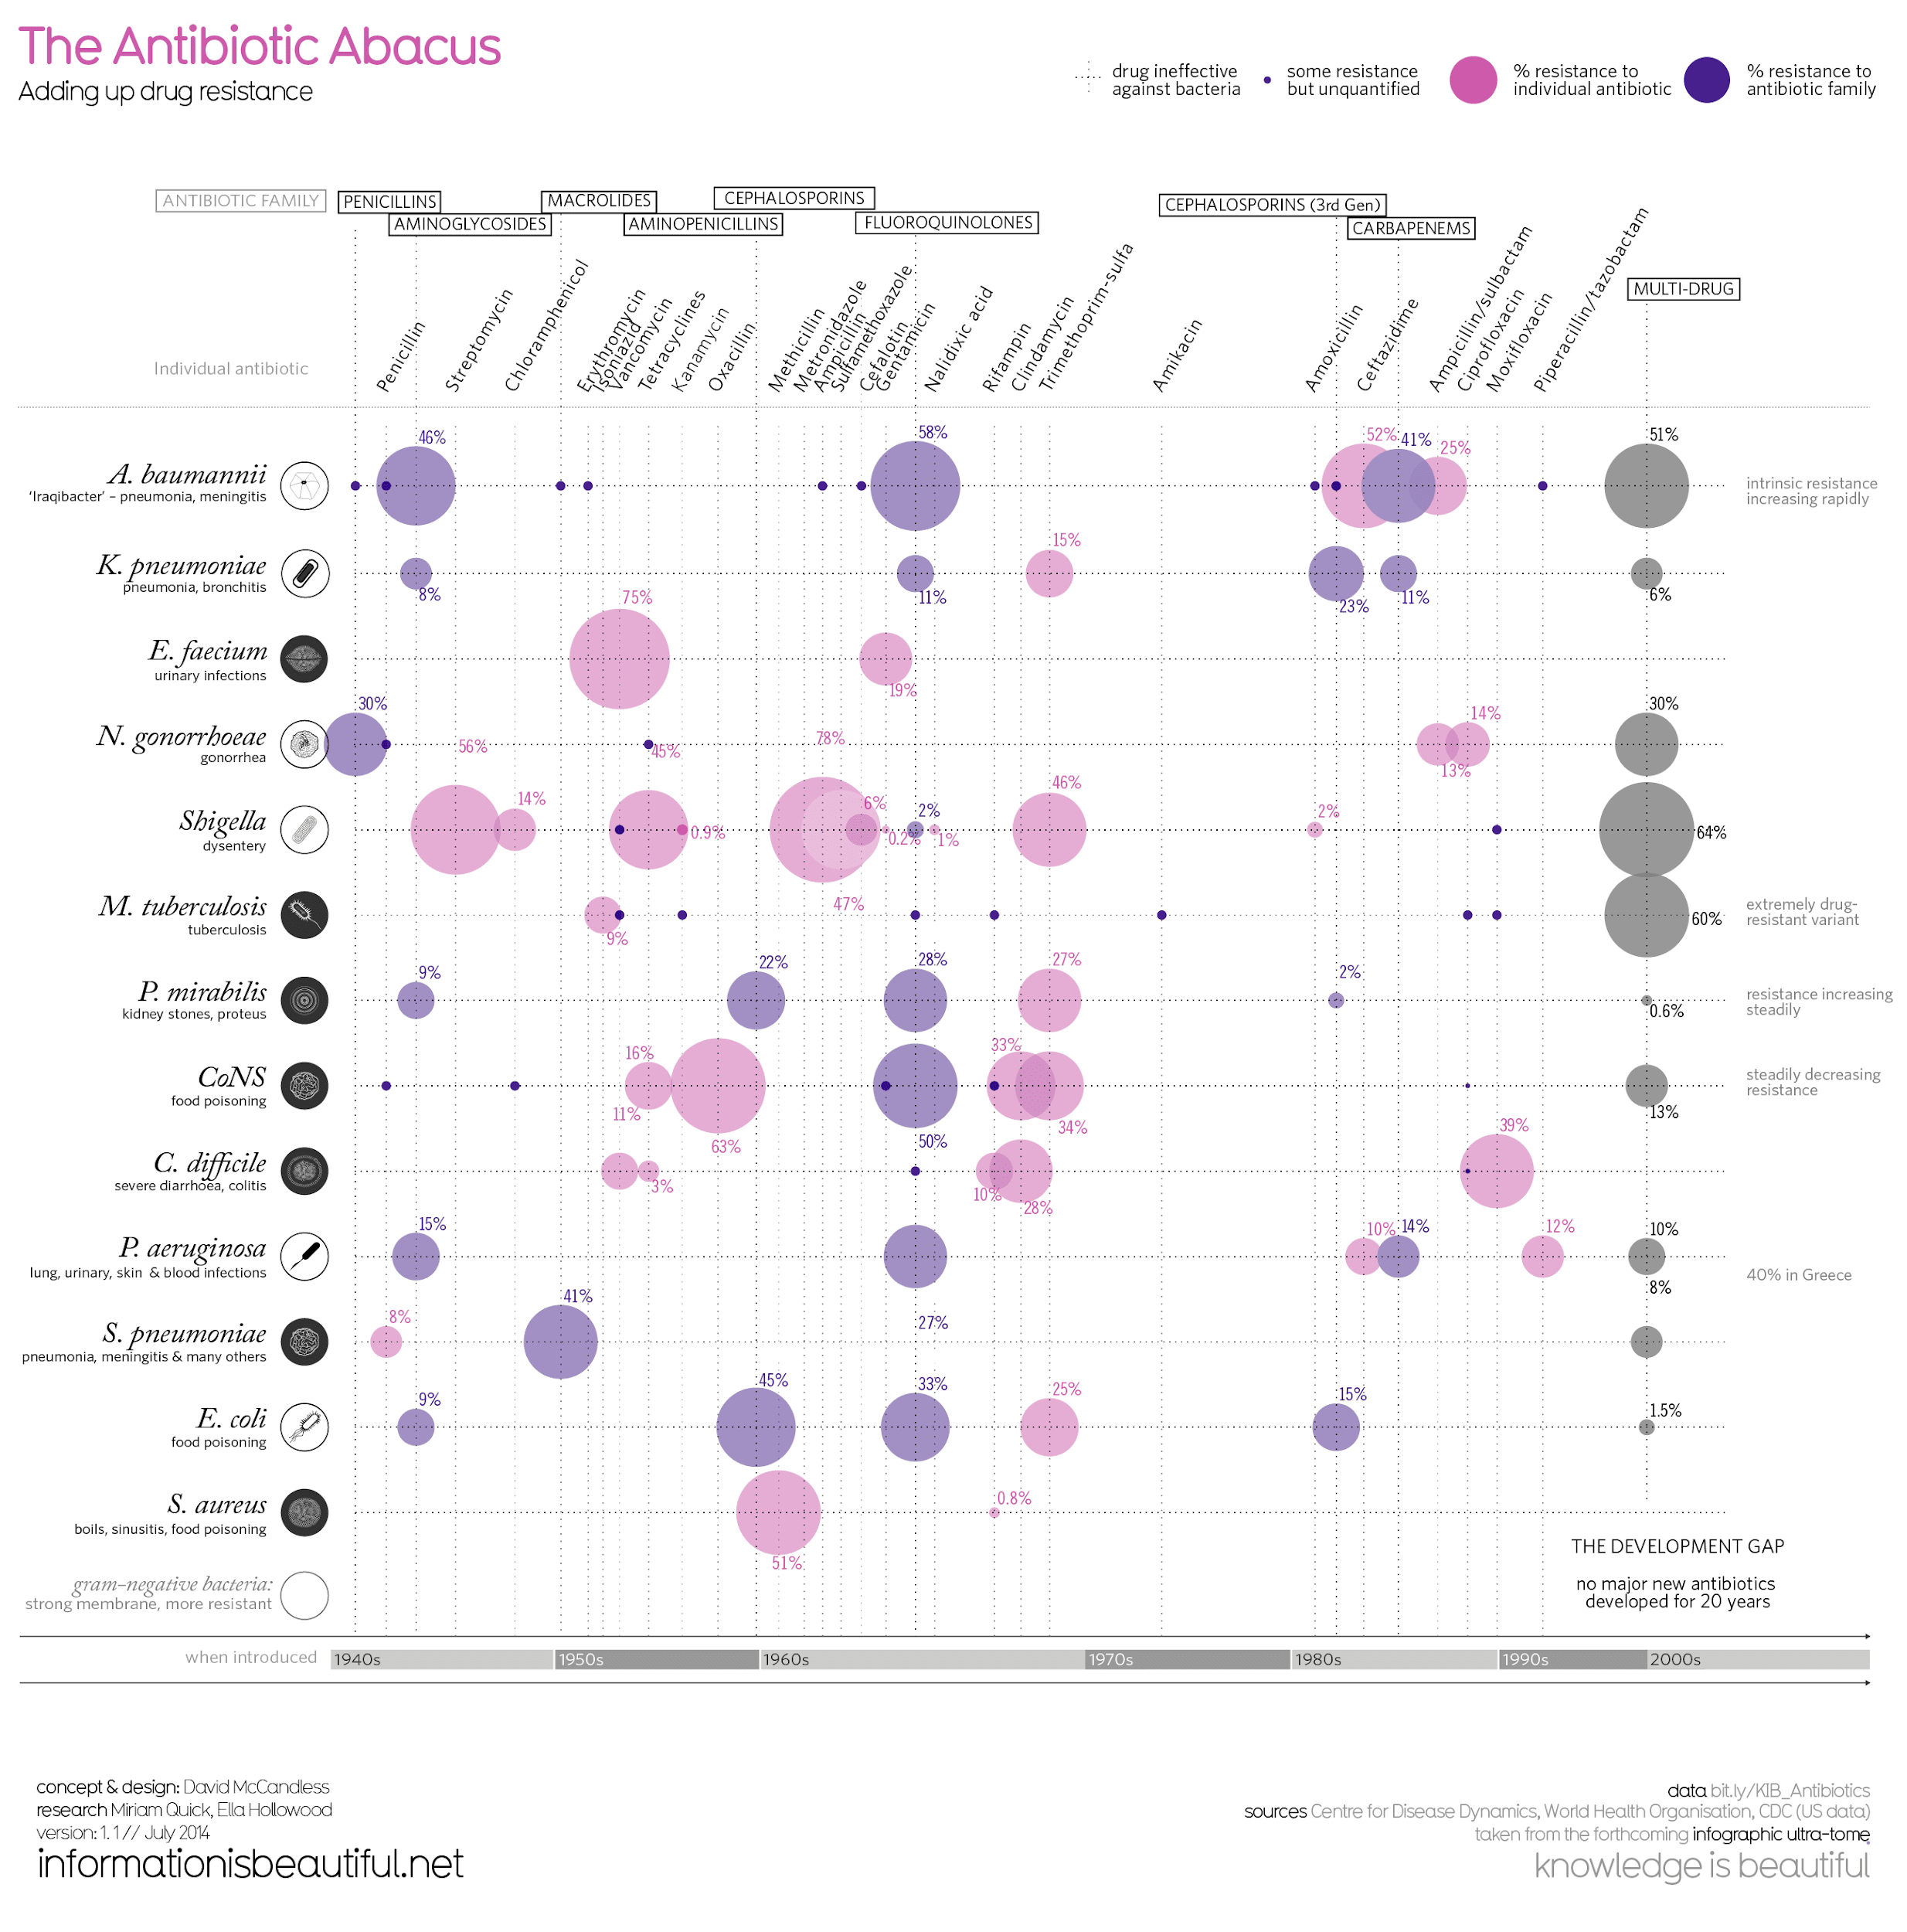 The Antibiotic Abacus
Adding up drug resistance
drug ineffective
against bacteria
some resistance
but unquantified
% resistance to
individual antibiotic
% resistance to
antibiotic family
ANTIBIOTIC FAMILY
PENICILLINS
AMINOGLYCOSIDES
MACROLIDES
AMINOPENICILLINS
CEPHALOSPORINS
FLUOROQUINOLONES
CEPHALOSPORINS (3rd Gen)
CARBAPENEMS
MULTI-DRUG
Individual antibiotic
Penicillin
Streptomycin
Chloramphenicol
Erythromycin
Isoniazid
Vancomycin
Tetracyclines
Kanamycin
Oxacillin
Methicillin
Metronidazole
Ampicillin
Sulfamethoxazole
Cefalotin
Gentamicin
Nalidixic acid
Rifampin
Clindamycin
Trimethoprim-sulfa
Amikacin
Amoxicillin
Ceftazidime
Ampicillin/sulbactam
Ciprofloxacin
Moxifloxacin
Piperacillin/tazobactam
A. baumannii
‘Iraqibacter’ – pneumonia, meningitis
46%
58%
52%
41%
25%
51%
intrinsic resistance
increasing rapidly
K. pneumoniae
pneumonia, bronchitis
8%
11%
15%
23%
11%
6%
E. faecium
urinary infections
75%
19%
N. gonorrhoeae
gonorrhea
30%
45%
13%
14%
30%
Shigella
dysentery
56%
14%
0.9%
78%
47%
6%
0.2%
2%
1%
46%
2%
64%
M. tuberculosis
tuberculosis
9%
60%
extremely drug-
resistant variant
P. mirabilis
kidney stones, proteus
9%
22%
28%
27%
2%
0.6%
resistance increasing
steadily
CoNS
food poisoning
16%
63%
50%
33%
34%
13%
steadily decreasing
resistance
C. difficile
severe diarrhoea, colitis
11%
3%
10%
28%
39%
P. aeruginosa
lung, urinary, skin & blood infections
15%
27%
10%
14%
12%
10%
40% in Greece
S. pneumoniae
pneumonia, meningitis & many others
8%
41%
8%
E. coli
food poisoning
9%
45%
33%
25%
15%
1.5%
S. aureus
boils, sinusitis, food poisoning
51%
0.8%
gram-negative bacteria:
strong membrane, more resistant
THE DEVELOPMENT GAP
no major new antibiotics
developed for 20 years
when introduced
1940s
1950s
1960s
1970s
1980s
1990s
2000s
concept & design: David McCandless
research Miriam Quick, Ella Hollowood
version: 1.1 // July 2014
informationisbeautiful.net
data bit.ly/KIB_Antibiotics
sources Centre for Disease Dynamics, World Health Organisation, CDC (US data)
taken from the forthcoming infographic ultra-tome
knowledge is beautiful